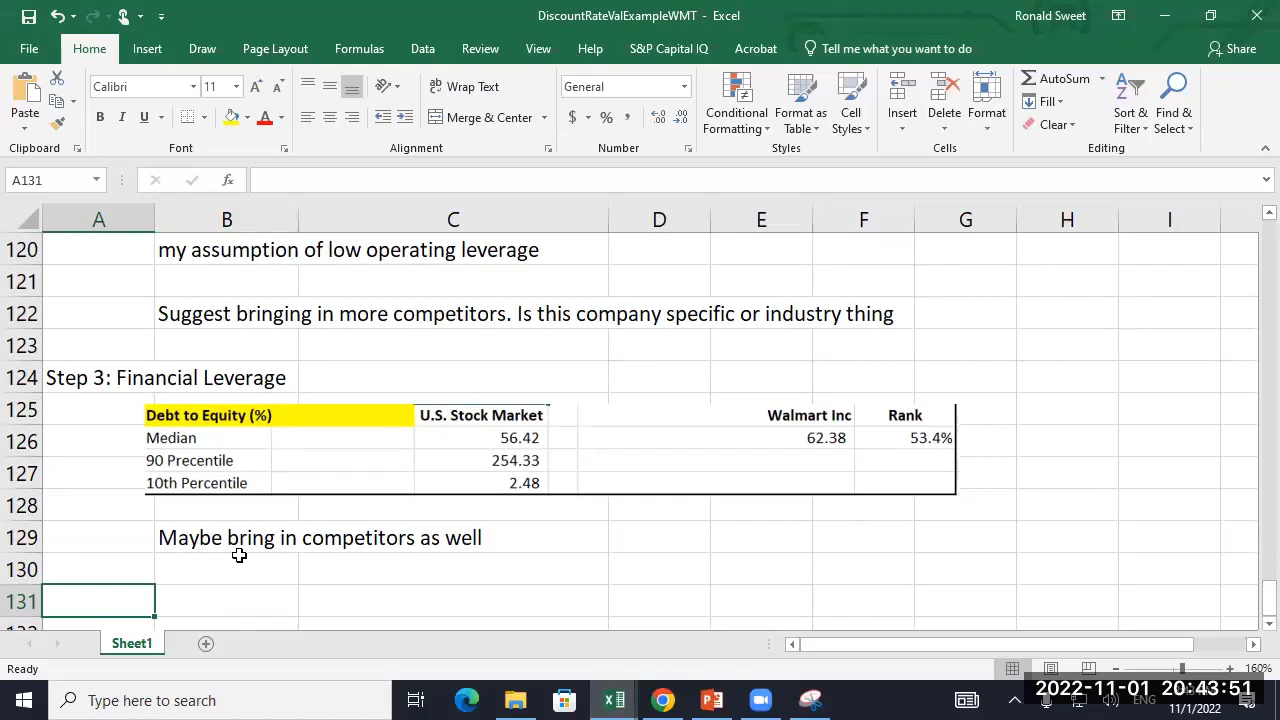 DiscountRateValExampleWMT - Excel
Ronald Sweet
File Home Insert Draw Page Layout Formulas Data Review View Help S&P Capital IQ Acrobat Tell me what you want to do Share
Calibri 11 Wrap Text General AutoSum
Paste B I U Merge & Center $ % , Conditional Formatting Format as Table Cell Styles Insert Delete Format Fill Clear Sort & Filter Find & Select
Clipboard Font Alignment Number Styles Cells Editing
A131 fx
A B C D E F G H I
120 my assumption of low operating leverage
121
122 Suggest bringing in more competitors. Is this company specific or industry thing
123
124 Step 3: Financial Leverage
125 Debt to Equity (%) U.S. Stock Market Walmart Inc Rank
126 Median 56.42 62.38 53.4%
127 90 Precentile 254.33
10th Percentile 2.48
128
129 Maybe bring in competitors as well
130
131
Sheet1
Ready 160%
Type here to search ENG
2022-11-01 20:43:51
11/1/2022